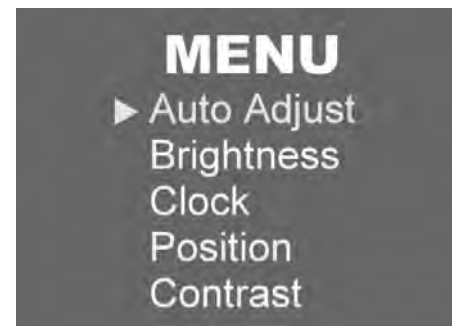 MENU
▶ Auto Adjust
Brightness
Clock
Position
Contrast